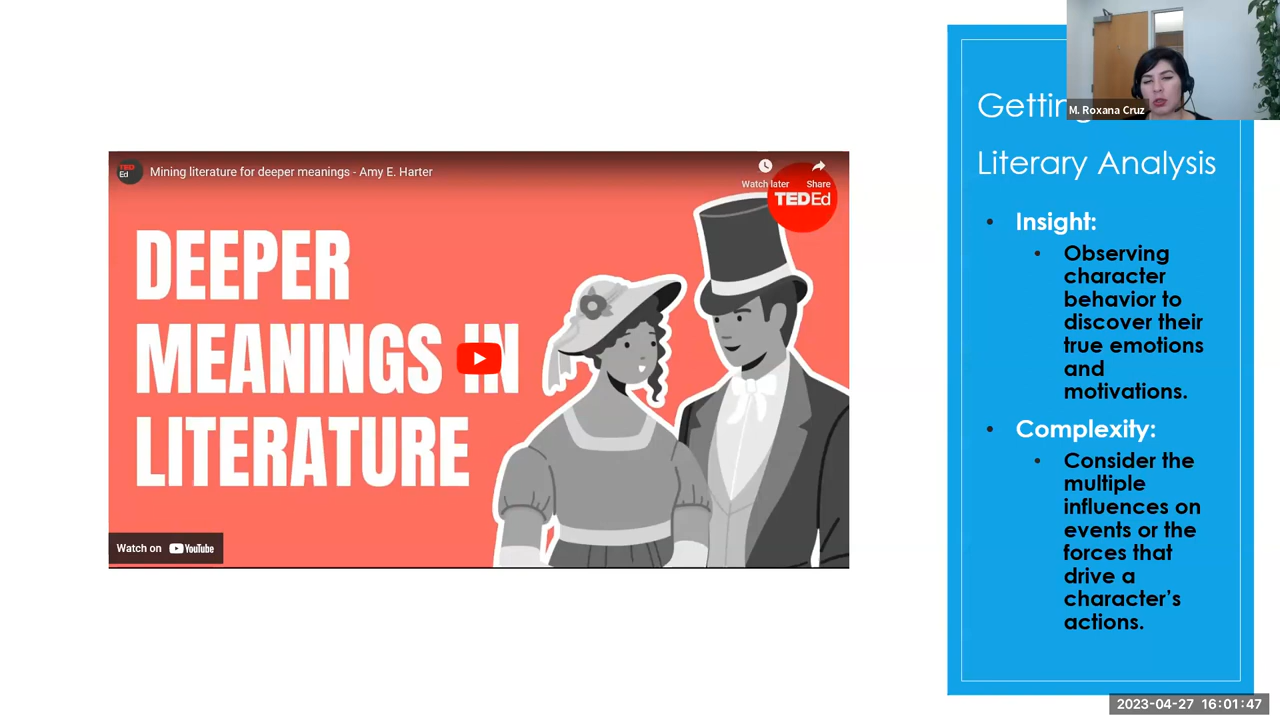 TED
Ed
Mining literature for deeper meanings - Amy E. Harter
Watch later
Share
TEDEd
DEEPER
MEANINGS IN
LITERATURE
Watch on YouTube
M. Roxana Cruz
Literary Analysis
• Insight:
• Observing
character
behavior to
discover their
true emotions
and
motivations.
• Complexity:
• Consider the
multiple
influences on
events or the
forces that
drive a
character’s
actions.
2023-04-27 16:01:47